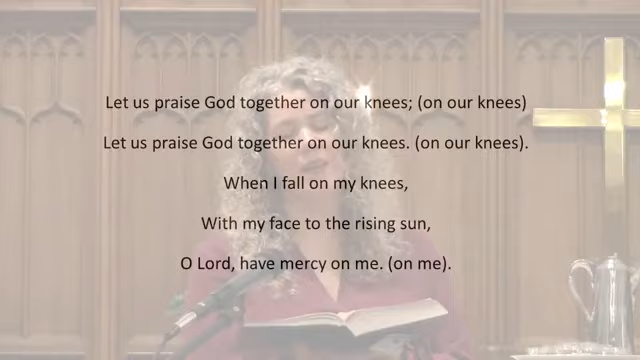 Let us praise God together on our knees; (on our knees)
Let us praise God together on our knees. (on our knees).
When I fall on my knees,
With my face to the rising sun,
O Lord, have mercy on me. (on me).